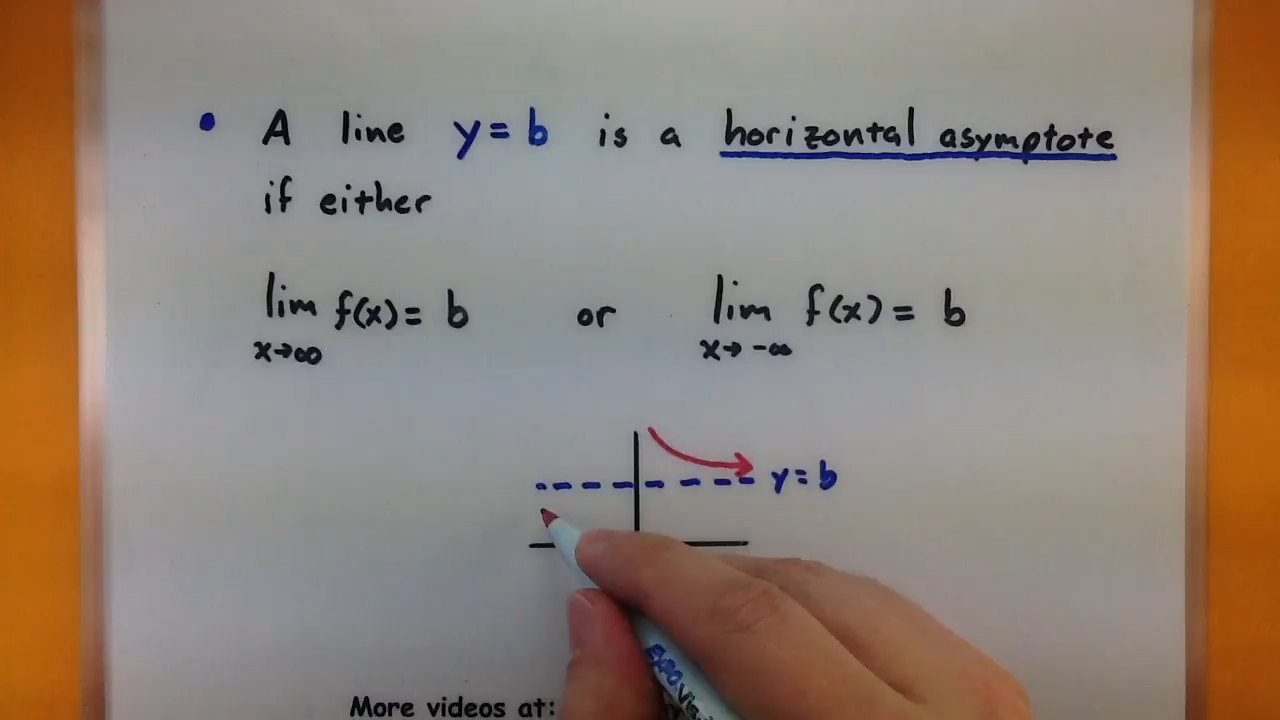 • A line y=b is a horizontal asymptote
if either
lim f(x) = b or lim f(x) = b
x→∞ x→ -∞
y=b
EXPO
More videos at: